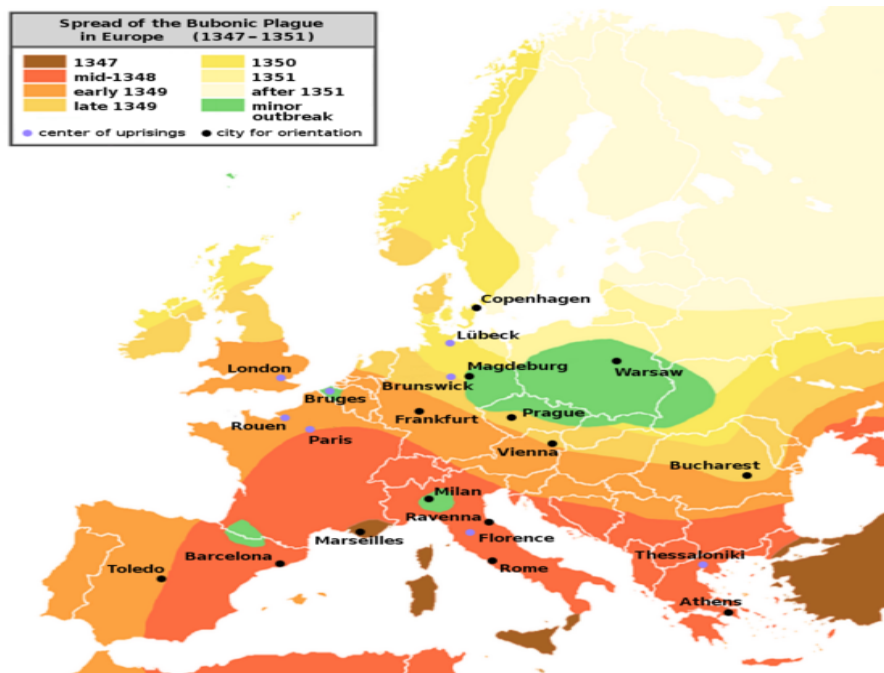 Spread of the Bubonic Plague
in Europe (1347–1351)
1347
mid-1348
early 1349
late 1349
1350
1351
after 1351
minor
outbreak
center of uprisings
city for orientation
Copenhagen
Lübeck
Magdeburg
Warsaw
London
Brunswick
Bruges
Frankfurt
Prague
Rouen
Paris
Vienna
Bucharest
Milan
Ravenna
Marseilles
Florence
Thessaloniki
Barcelona
Toledo
Rome
Athens